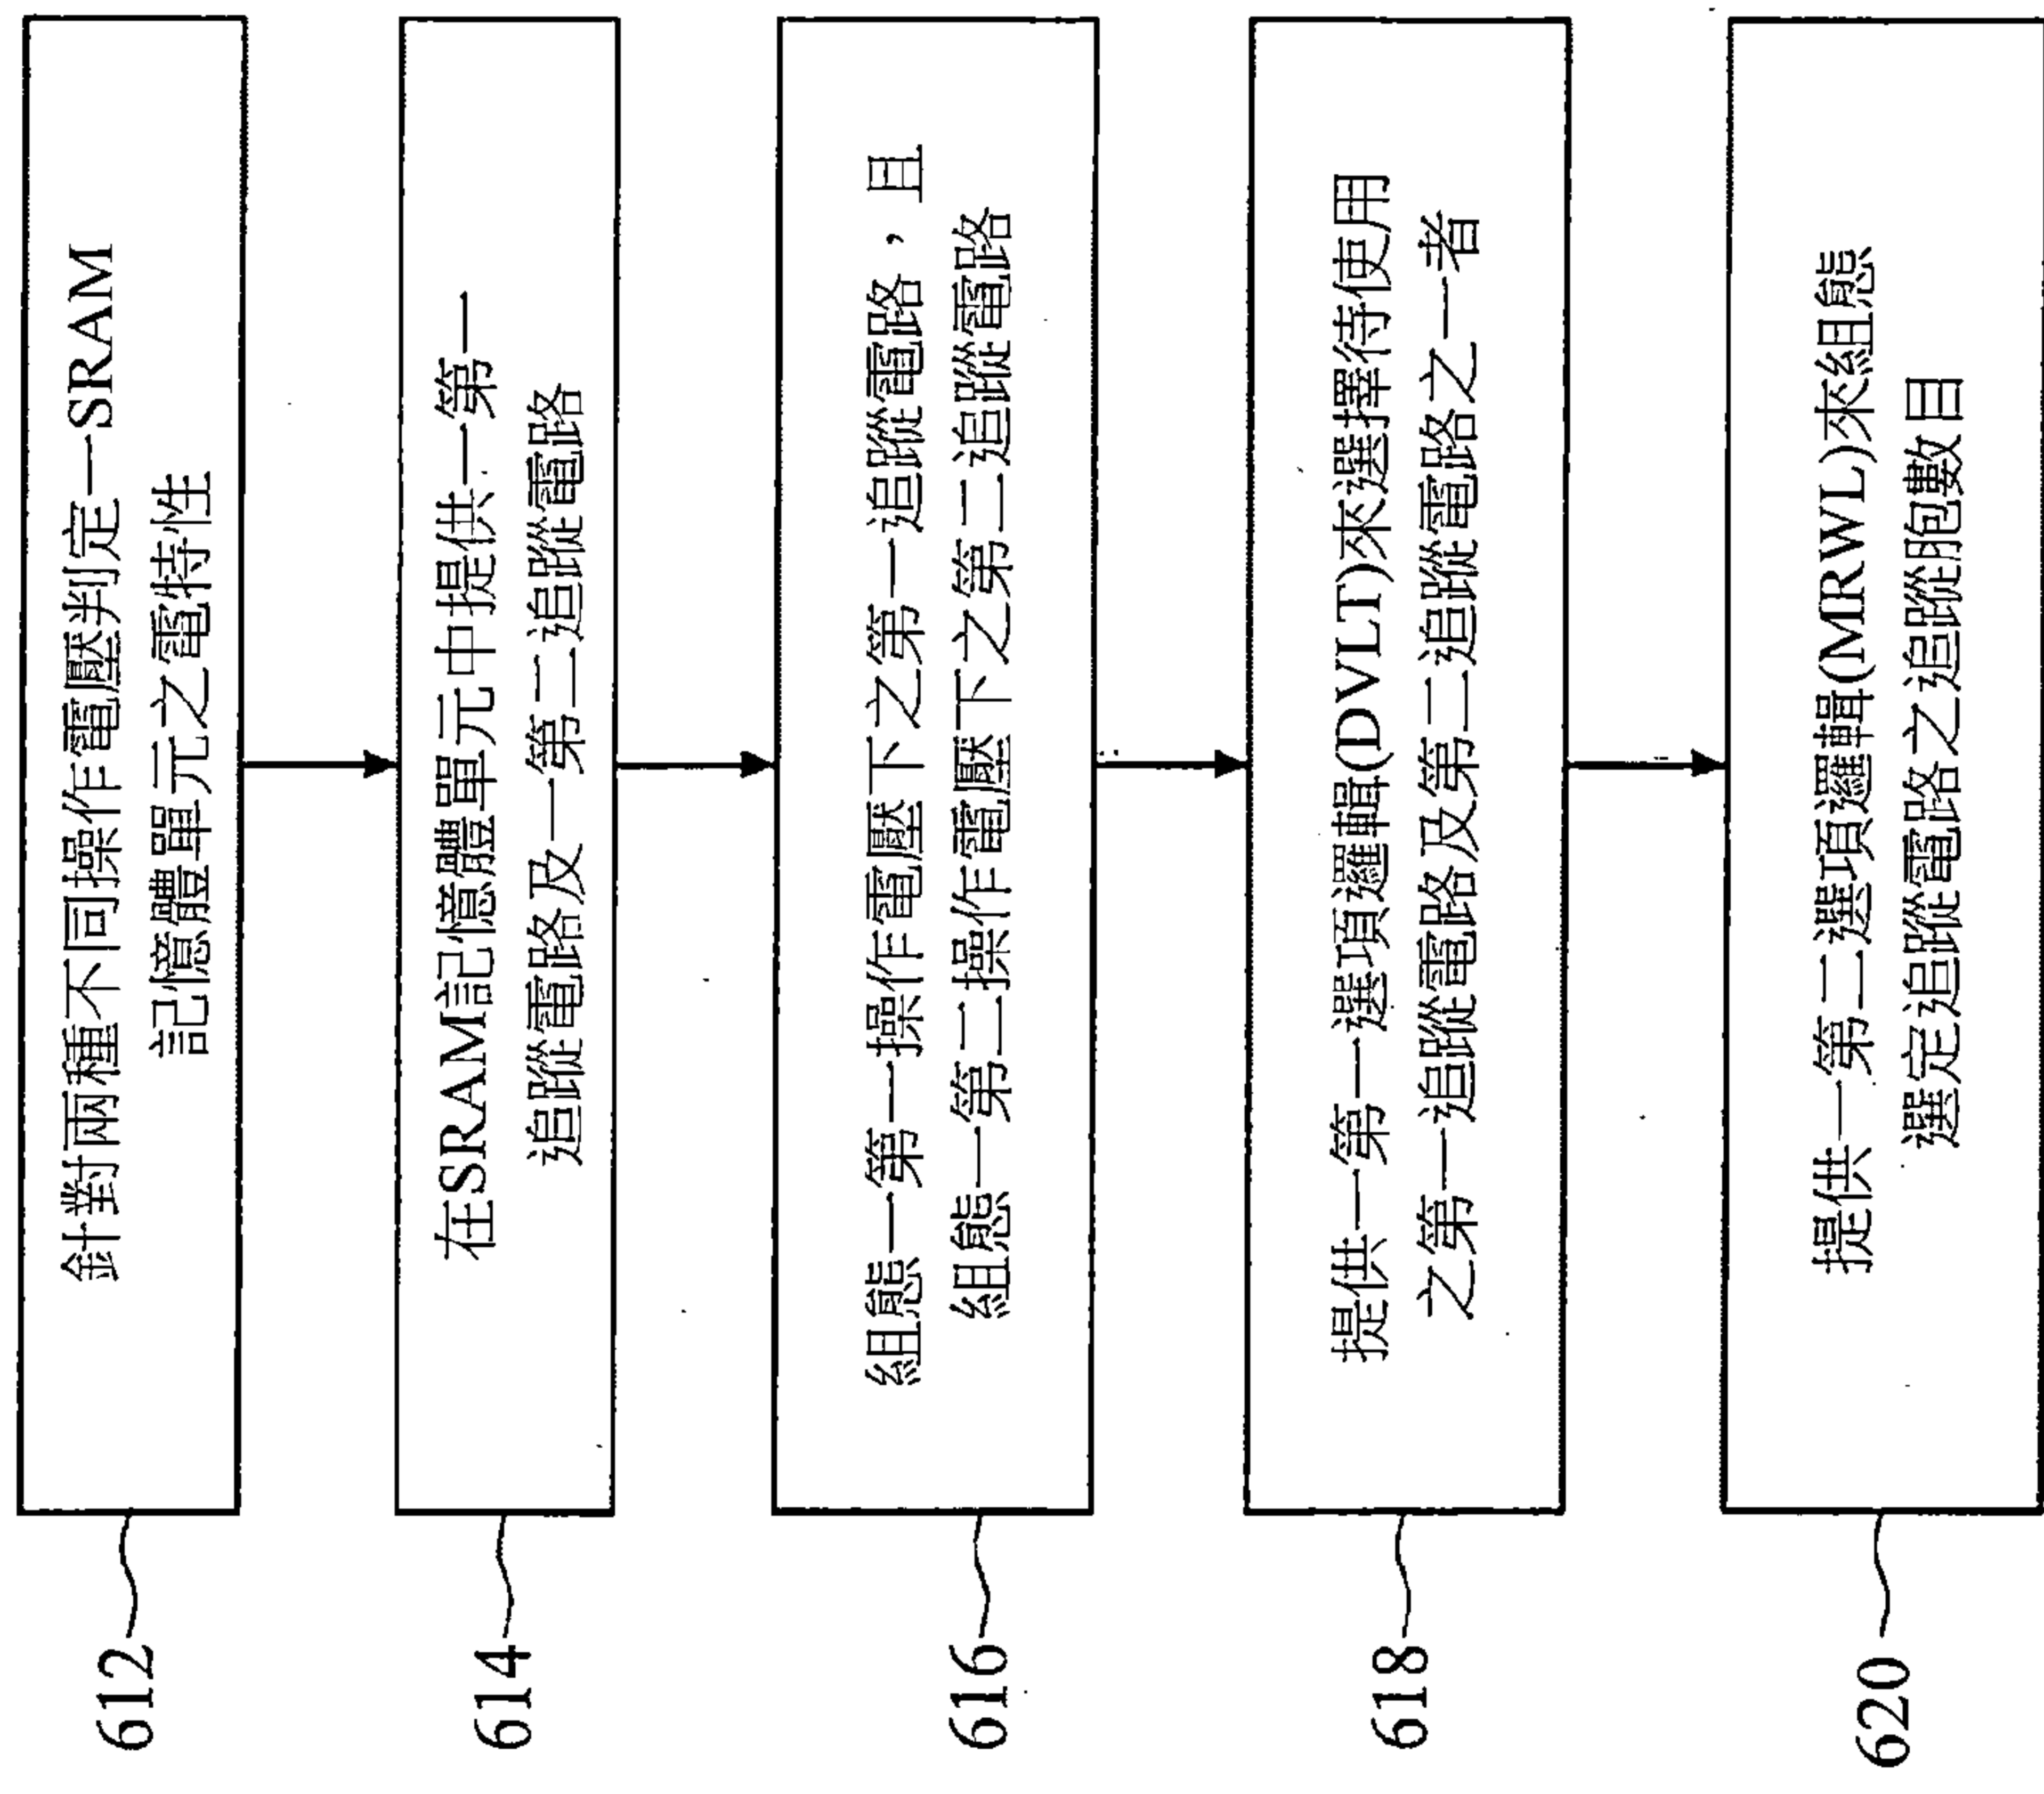 612
針對兩種不同操作電壓判定一SRAM
記憶體單元之電特性
614
在SRAM記憶體單元中提供一第一
追蹤電路及一第二追蹤電路
616
組態一第一操作電壓下之第一追蹤電路，且
組態一第二操作電壓下之第二追蹤電路
618
提供一第一選項邏輯(DVLT)來選擇待使用
之第一追蹤電路及第二追蹤電路之一者
620
提供一第二選項邏輯(MRWL)來組態
選定追蹤電路之追蹤胞數目